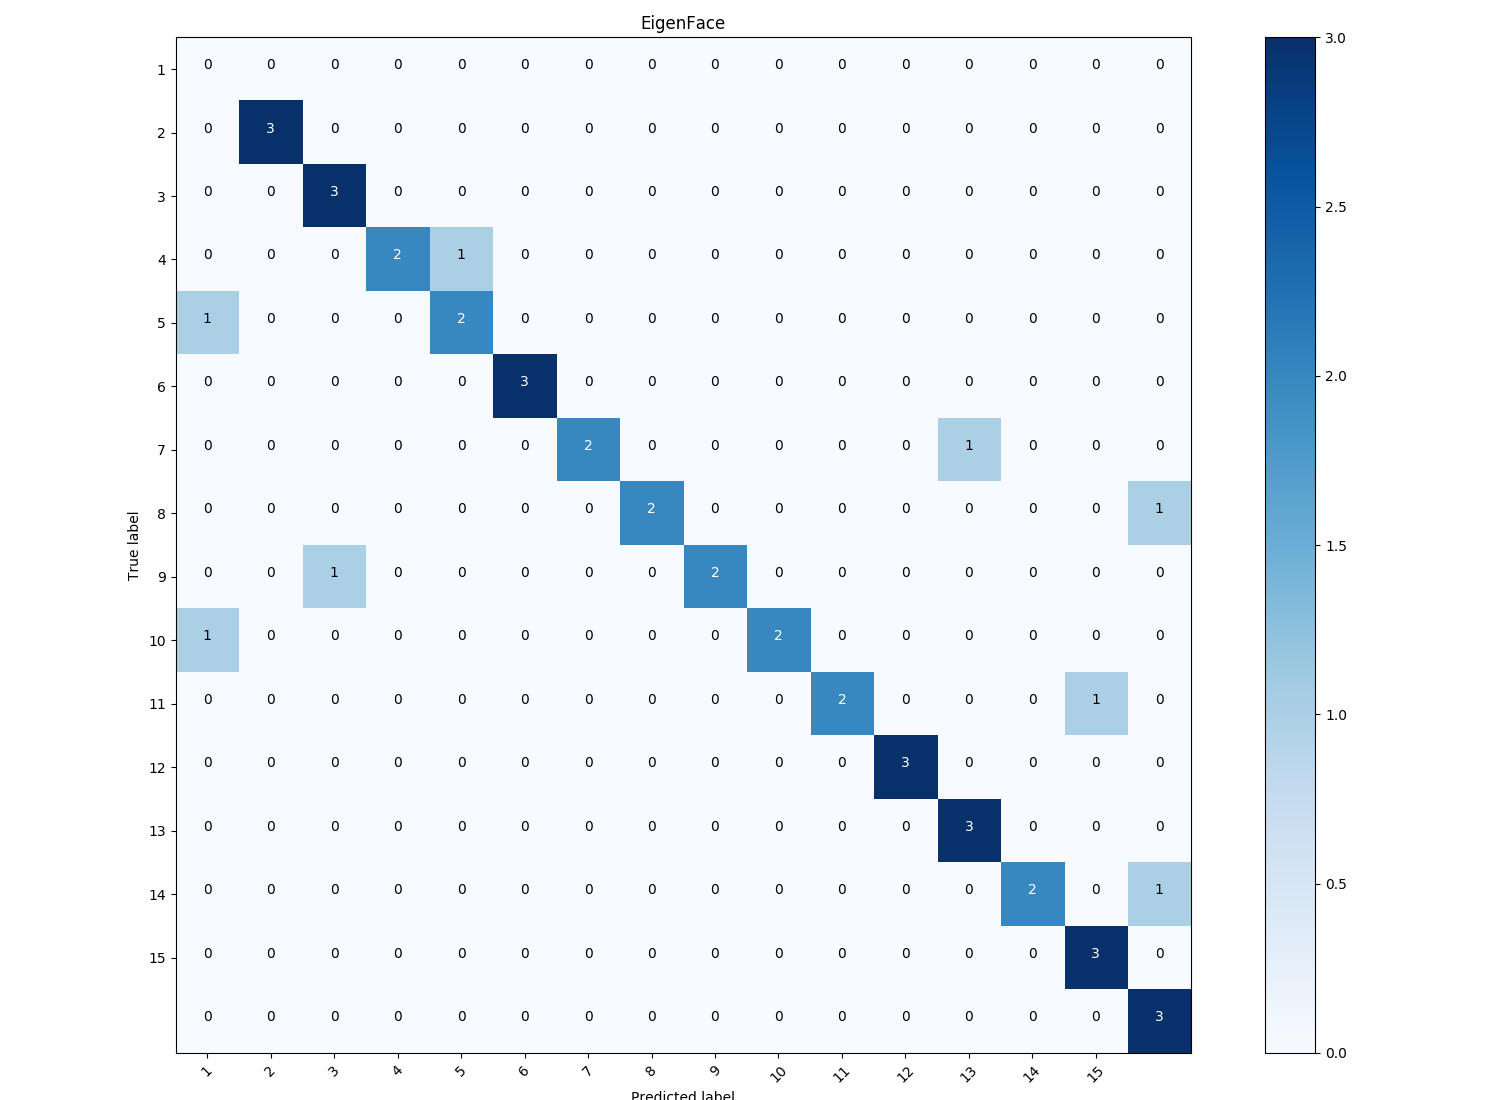 EigenFace
1 0 0 0 0 0 0 0 0 0 0 0 0 0 0 0 0
2 0 3 0 0 0 0 0 0 0 0 0 0 0 0 0 0
3 0 0 3 0 0 0 0 0 0 0 0 0 0 0 0 0
4 0 0 0 2 1 0 0 0 0 0 0 0 0 0 0 0
5 1 0 0 0 2 0 0 0 0 0 0 0 0 0 0 0
6 0 0 0 0 0 3 0 0 0 0 0 0 0 0 0 0
7 0 0 0 0 0 0 2 0 0 0 0 0 1 0 0 0
8 0 0 0 0 0 0 0 2 0 0 0 0 0 0 0 1
9 0 0 1 0 0 0 0 0 2 0 0 0 0 0 0 0
10 1 0 0 0 0 0 0 0 0 2 0 0 0 0 0 0
11 0 0 0 0 0 0 0 0 0 0 2 0 0 0 1 0
12 0 0 0 0 0 0 0 0 0 0 0 3 0 0 0 0
13 0 0 0 0 0 0 0 0 0 0 0 0 3 0 0 0
14 0 0 0 0 0 0 0 0 0 0 0 0 0 2 0 1
15 0 0 0 0 0 0 0 0 0 0 0 0 0 0 3 0
0 0 0 0 0 0 0 0 0 0 0 0 0 0 0 3
1 2 3 4 5 6 7 8 9 10 11 12 13 14 15
True label
Predicted label
3.0
2.5
2.0
1.5
1.0
0.5
0.0